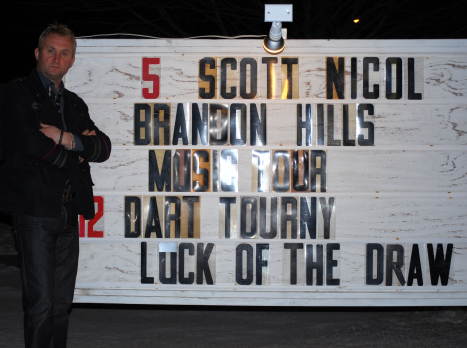 5 SCOTT NICOL
BRANDON HILLS
MUSIC TOUR
12 DART TOURNY
LUCK OF THE DRAW